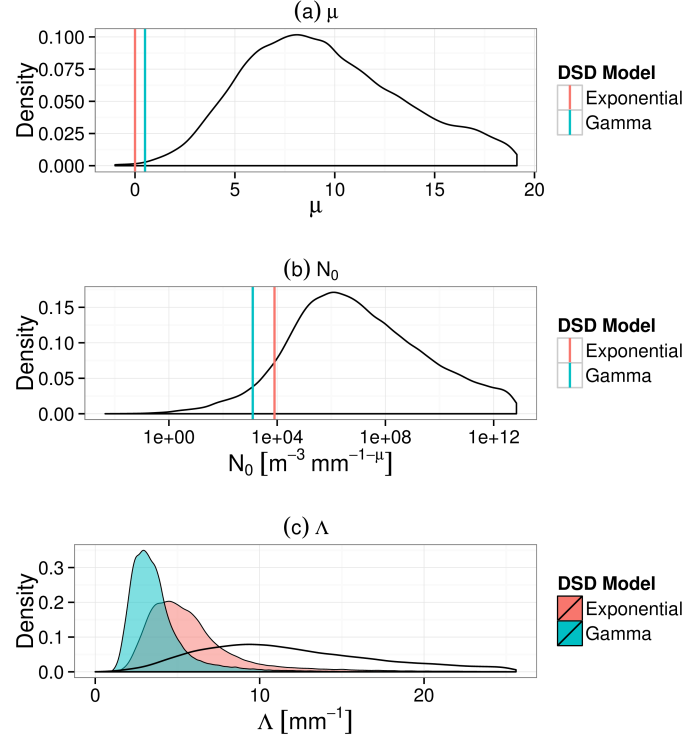 (a) μ
0.100
0.075
0.050
0.025
0.000
Density
0 5 10 15 20
μ
DSD Model
Exponential
Gamma
(b) N₀
0.15
0.10
0.05
0.00
Density
1e+00 1e+04 1e+08 1e+12
N₀ [m⁻³ mm⁻¹⁻μ]
DSD Model
Exponential
Gamma
(c) Λ
0.3
0.2
0.1
0.0
Density
0 10 20
Λ [mm⁻¹]
DSD Model
Exponential
Gamma